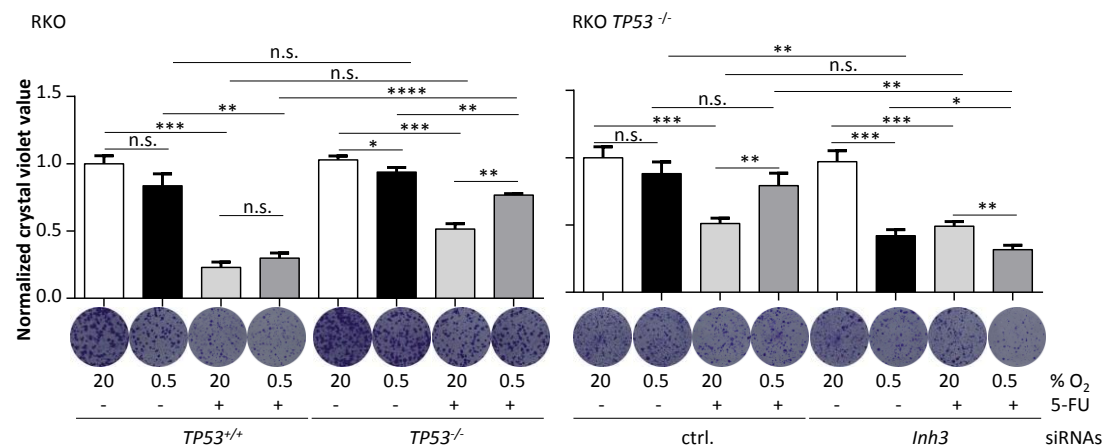 RKO
RKO TP53 -/-
n.s.
n.s.
****
** **
*** ***
n.s. *
**
n.s.
**
n.s.
**
n.s. *
*** ***
n.s. ***
**
**
Normalized crystal violet value
1.5
1.0
0.5
0.0
20 0.5 20 0.5 20 0.5 20 0.5 20 0.5 20 0.5 20 0.5 20 0.5 % O2
- - + + - - + + - - + + - - + + 5-FU
TP53+/+ TP53-/- ctrl. Inh3 siRNAs